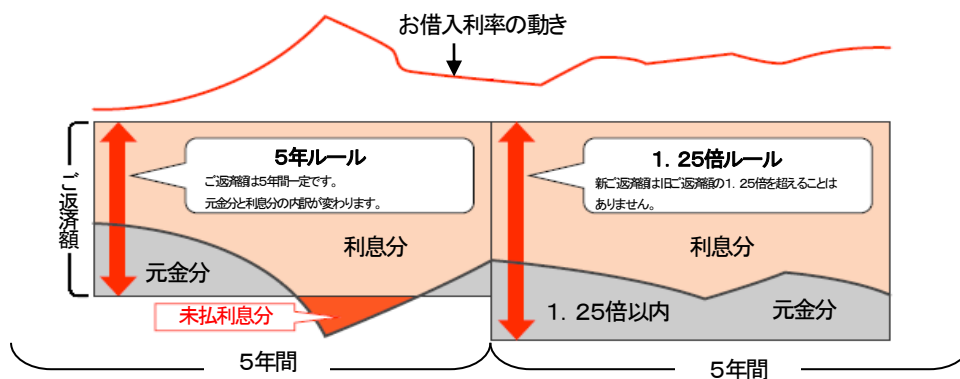 お借入利率の動き
5年ルール
ご返済額は5年間一定です。
元金分と利息分の内訳が変わります。
1．25倍ルール
新ご返済額は旧ご返済額の1．25倍を超えることは
ありません。
ご返済額
利息分
利息分
元金分
未払利息分
1．25倍以内
元金分
5年間
5年間